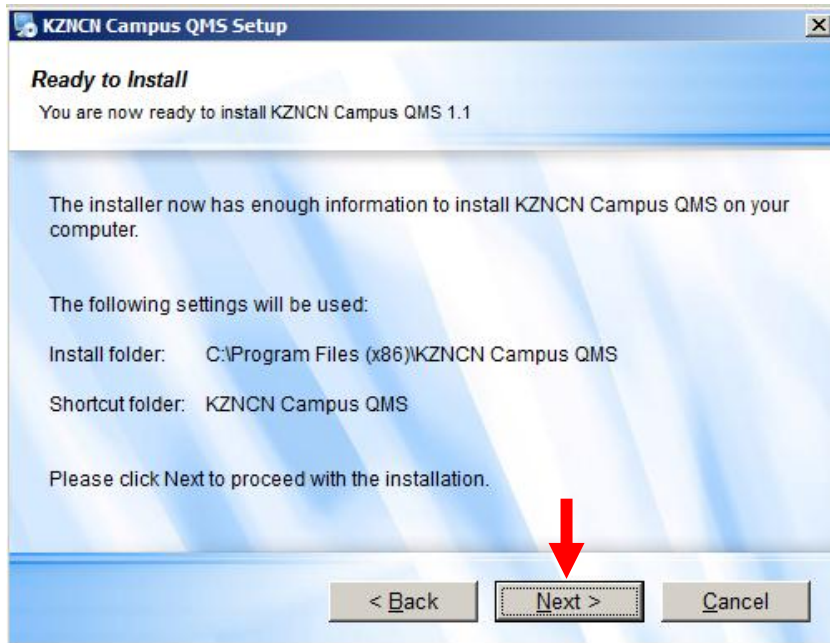 KZNCN Campus QMS Setup
Ready to Install
You are now ready to install KZNCN Campus QMS 1.1
The installer now has enough information to install KZNCN Campus QMS on your
computer.
The following settings will be used:
Install folder: C:\Program Files (x86)\KZNCN Campus QMS
Shortcut folder: KZNCN Campus QMS
Please click Next to proceed with the installation.
< Back Next > Cancel